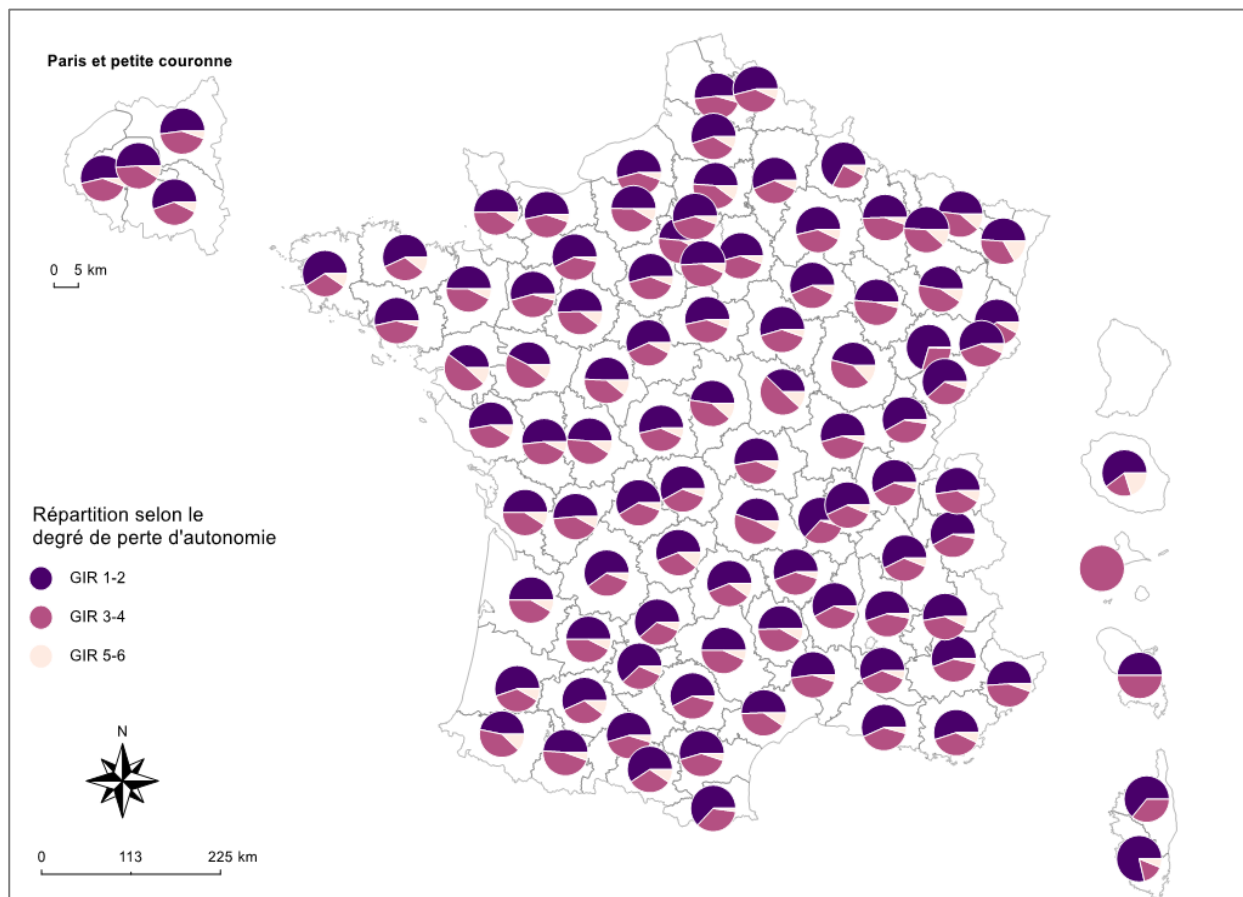 Paris et petite couronne
0 5 km
Répartition selon le
degré de perte d'autonomie
GIR 1-2
GIR 3-4
GIR 5-6
N
0 113 225 km